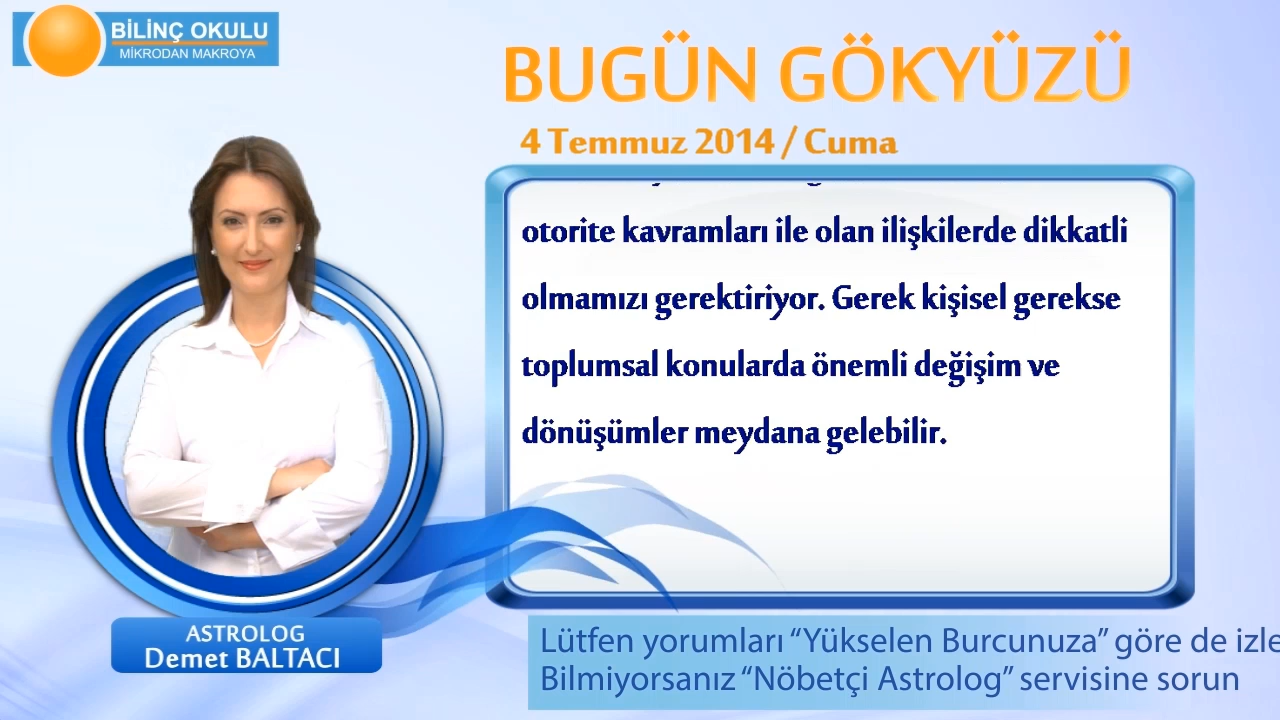 BİLİNÇ OKULU
MİKRODAN MAKROYA
BUGÜN GÖKYÜZÜ
4 Temmuz 2014 / Cuma
otorite kavramları ile olan ilişkilerde dikkatli
olmamızı gerektiriyor. Gerek kişisel gerekse
toplumsal konularda önemli değişim ve
dönüşümler meydana gelebilir.
ASTROLOG
Demet BALTACI
Lütfen yorumları “Yükselen Burcunuza” göre de izle
Bilmiyorsanız “Nöbetçi Astrolog” servisine sorun